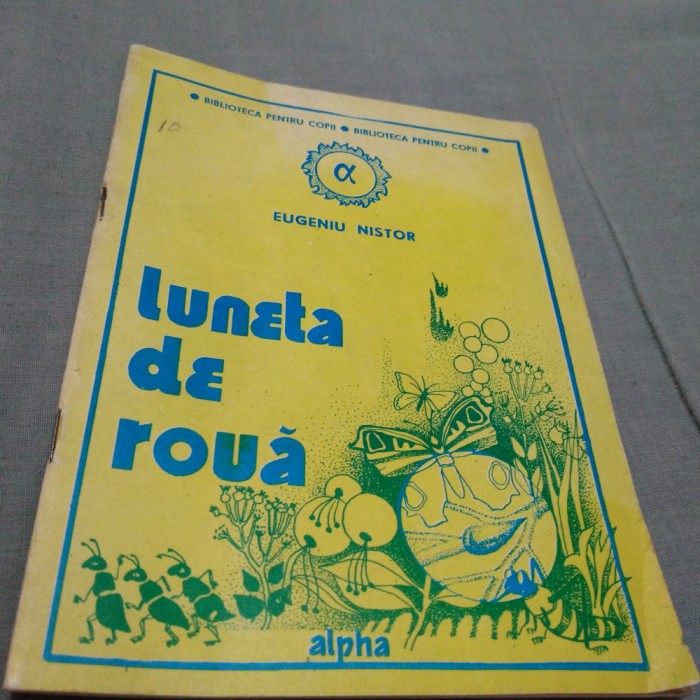 ● BIBLIOTECA PENTRU COPII ● BIBLIOTECA PENTRU COPII ●
10
α
EUGENIU NISTOR
luneta
de
rouă
alpha